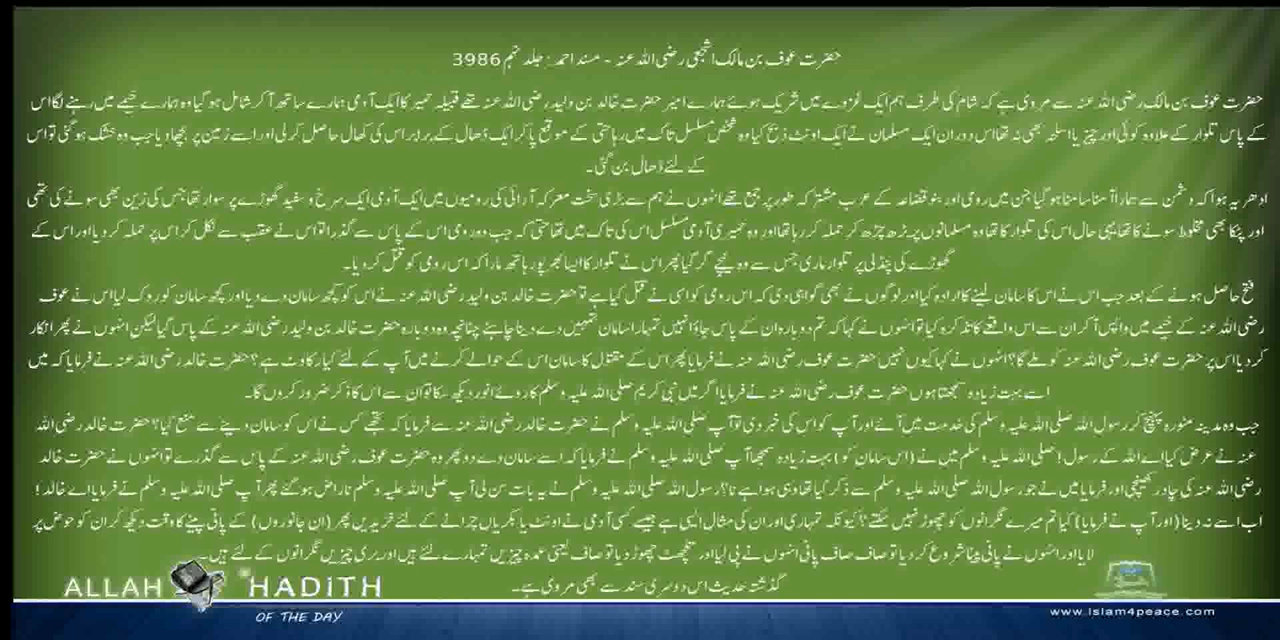 حضرت عوف بن مالک اشجعی رضی اللہ عنہ - مسند احمد: جلد نہم 3986
حضرت عوف بن مالک رضی اللہ عنہ سے مروی ہے کہ شام کی طرف ہم ایک غزوے میں شریک ہوئے ہمارے امیر حضرت خالد بن ولید رضی اللہ عنہ تھے قبیلہ حمیر کا ایک آدمی ہمارے ساتھ آکر شامل ہو گیا وہ ہمارے خیمے میں رہنے لگا اس
کے پاس تلوار کے علاوہ کوئی اور چیز یا اسلحہ بھی نہ تھا اس دوران ایک مسلمان نے ایک اونٹ ذبح کیا وہ شخص مسلسل تاک میں رہا حتی کے موقع پا کر ایک ڈھال کے برابر اس کی کھال حاصل کرلی اور اسے زمین پر بچھا دیا جب وہ خشک ہو گئی تو اس
کے لئے ڈھال بن گئی۔
ادھر یہ ہوا کہ دشمن سے ہمارا آمنا سامنا ہو گیا جن میں رومی اور بنو قضاعہ کے عرب مشترکہ طور پر جمع تھے انہوں نے ہم سے بڑی سخت معرکہ آرائی کی رومیوں میں ایک آدمی ایک سرخ و سفید گھوڑے پر سوار تھا جس کی زین بھی سونے کی تھی
اور پٹکا بھی مخلوط سونے کا تھا یہی حال اس کی تلوار کا تھا وہ مسلمانوں پر بڑھ چڑھ کر حملہ کر رہا تھا اور وہ حمیری آدمی مسلسل اس کی تاک میں تھا حتی کہ جب وہ رومی اس کے پاس سے گذرا تو اس نے عقب سے نکل کر اس پر حملہ کر دیا اور اس کے
گھوڑے کی پنڈلی پر تلوار ماری جس سے وہ نیچے گر گیا پھر اس نے تلوار کا ایسا بھرپور ہاتھ مارا کہ اس رومی کو قتل کر دیا۔
فتح حاصل ہونے کے بعد جب اس نے اس کا سامان لینے کا ارادہ کیا اور لوگوں نے بھی گواہی دی کہ اس رومی کو اسی نے قتل کیا ہے تو حضرت خالد بن ولید رضی اللہ عنہ نے اس کو کچھ سامان دے دیا اور کچھ سامان کو روک لیا اس نے عوف
رضی اللہ عنہ کے خیمے میں واپس آکر ان سے اس واقعے کا تذکرہ کیا تو انہوں نے کہا کہ تم دوبارہ ان کے پاس جاؤ انہیں تمہارا سامان تمہیں دے دینا چاہئے چنانچہ وہ دوبارہ حضرت خالد بن ولید رضی اللہ عنہ کے پاس گیا لیکن انہوں نے پھر انکار
کر دیا اس پر حضرت عوف رضی اللہ عنہ کو ملے گا؟ انہوں نے کہا کیوں نہیں حضرت عوف رضی اللہ عنہ نے فرمایا پھر اس کے مقتول کا سامان اس کے حوالے کرنے میں آپ کے لئے کیا رکاوٹ ہے؟ حضرت خالد رضی اللہ عنہ نے فرمایا کہ میں
اسے بہت زیادہ سمجھتا ہوں حضرت عوف رضی اللہ عنہ نے فرمایا اگر میں نبی کریم صلی اللہ علیہ وسلم کا روئے انور دیکھ سکا تو ان سے اس کا ذکر ضرور کروں گا۔
جب وہ مدینہ منورہ پہنچ کر رسول اللہ صلی اللہ علیہ وسلم کی خدمت میں آئے اور آپ کو اس کی خبر دی تو آپ صلی اللہ علیہ وسلم نے حضرت خالد رضی اللہ عنہ سے فرمایا کہ تجھے کس نے اس کو سامان دینے سے منع کیا؟ حضرت خالد رضی اللہ
عنہ نے عرض کیا اے اللہ کے رسول! صلی اللہ علیہ وسلم میں نے (اس سامان کو) بہت زیادہ سمجھا آپ صلی اللہ علیہ وسلم نے فرمایا کہ اسے سامان دے دو پھر وہ حضرت عوف رضی اللہ عنہ کے پاس سے گذرے تو انہوں نے حضرت خالد
رضی اللہ عنہ کی چادر کھینچی اور فرمایا میں نے جو رسول اللہ صلی اللہ علیہ وسلم سے ذکر کیا تھا وہی ہوا ہے نا؟ رسول اللہ صلی اللہ علیہ وسلم نے یہ بات سن لی آپ صلی اللہ علیہ وسلم ناراض ہو گئے پھر آپ صلی اللہ علیہ وسلم نے فرمایا اے خالد!
اب اسے نہ دینا (اور آپ نے فرمایا) کیا تم میرے نگرانوں کو چھوڑ نہیں سکتے؟ کیونکہ تمہاری اور ان کی مثال ایسی ہے جیسے کسی آدمی نے اونٹ یا بکریاں چرانے کے لئے خریدیں پھر (ان جانوروں) کے پانی پینے کا وقت دیکھ کر ان کو حوض پر
لایا اور انہوں نے پانی پینا شروع کر دیا تو صاف صاف پانی انہوں نے پی لیا اور تلچھٹ چھوڑ دیا تو صاف یعنی عمدہ چیزیں تمہارے لئے ہیں اور بری چیزیں نگرانوں کے لئے ہیں۔
گذشتہ حدیث اس دوسری سند سے بھی مروی ہے۔
ALLAH HADITH
OF THE DAY
www.islam4peace.com